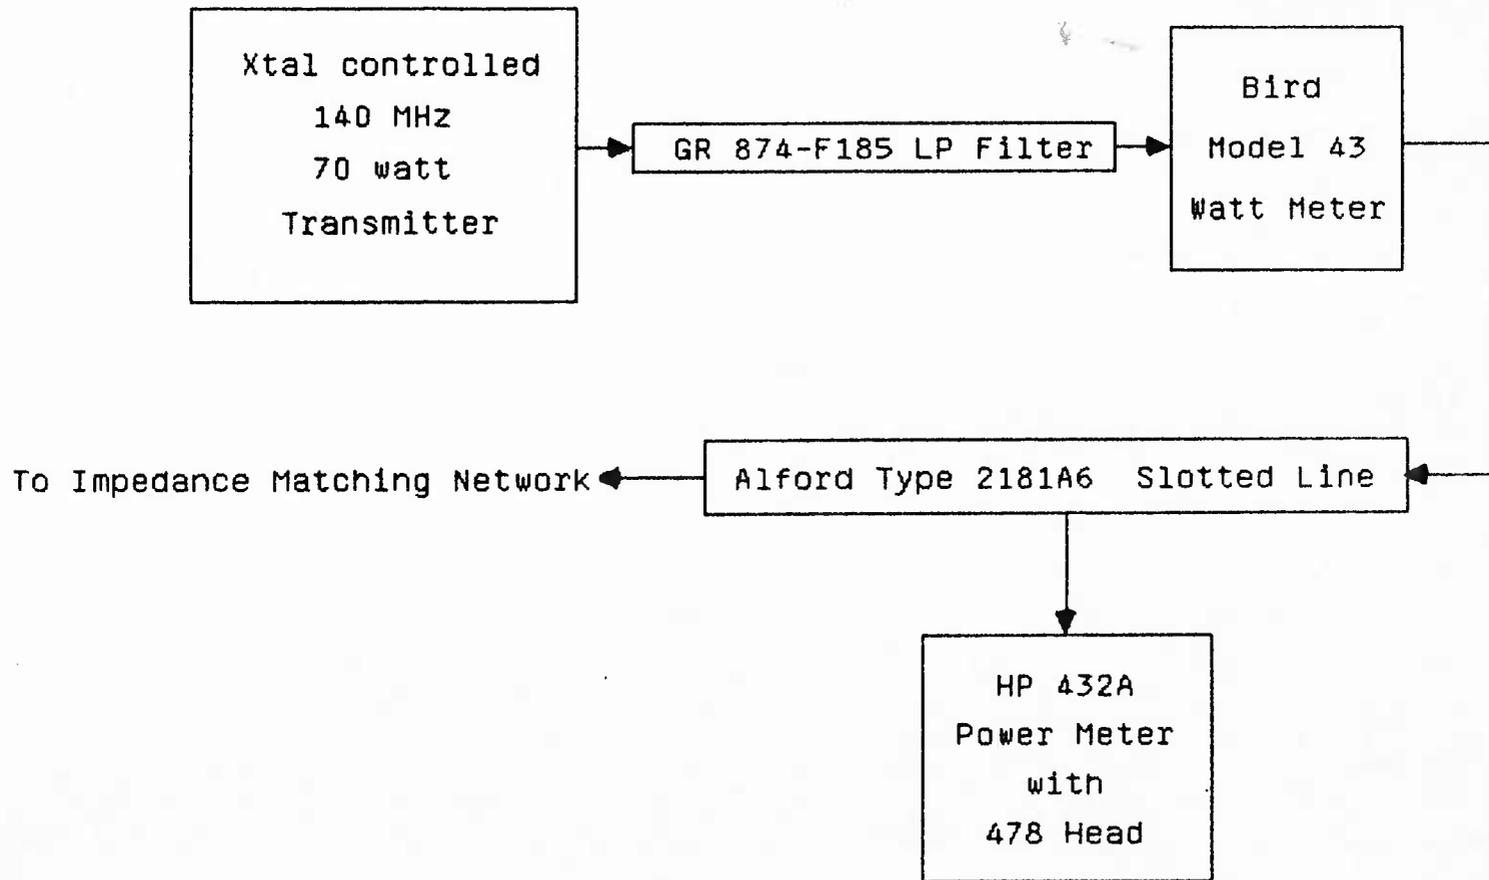 Xtal controlled
140 MHz
70 watt
Transmitter
GR 874-F185 LP Filter
Bird
Model 43
Watt Meter
To Impedance Matching Network
Alford Type 2181A6 Slotted Line
HP 432A
Power Meter
with
478 Head